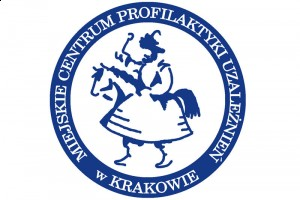 MIEJSKIE CENTRUM PROFILAKTYKI UZALEŻNIEŃ
w KRAKOWIE